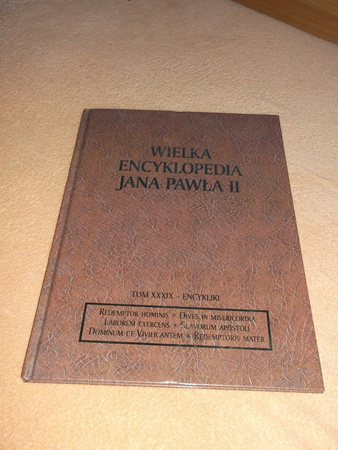 WIELKA
ENCYKLOPEDIA
JANA PAWŁA II
TOM XXXIX – ENCYKLIKI
REDEMPTOR HOMINIS • DIVES IN MISERICORDIA
LABOREM EXERCENS • SLAVORUM APOSTOLI
DOMINUM ET VIVIFICANTEM • REDEMPTORIS MATER